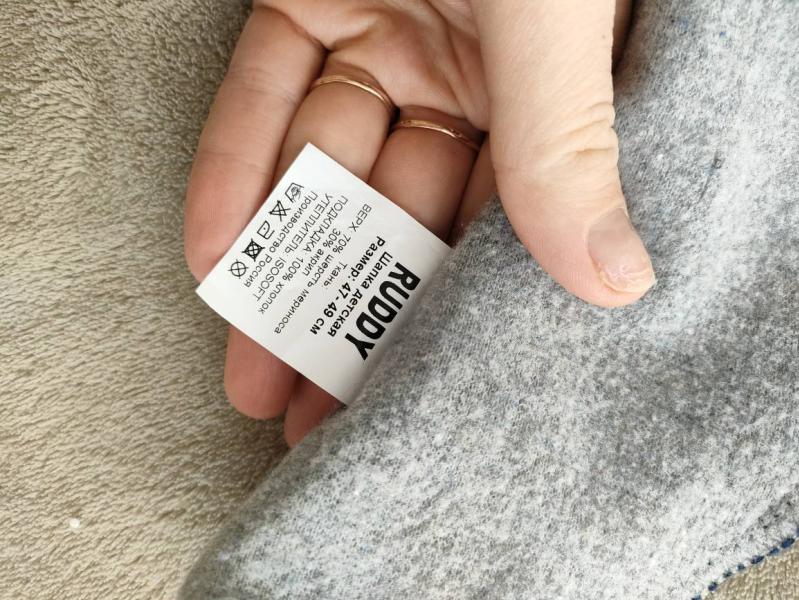 RUDDY
Шапка детская
Размер: 47- 49 см
Ткань:
ВЕРХ 70% шерсть мериноса
30% акрил
ПОДКЛАДКА 100% хлопок
УТЕПЛИТЕЛЬ ISOSOFT
Производство Россия